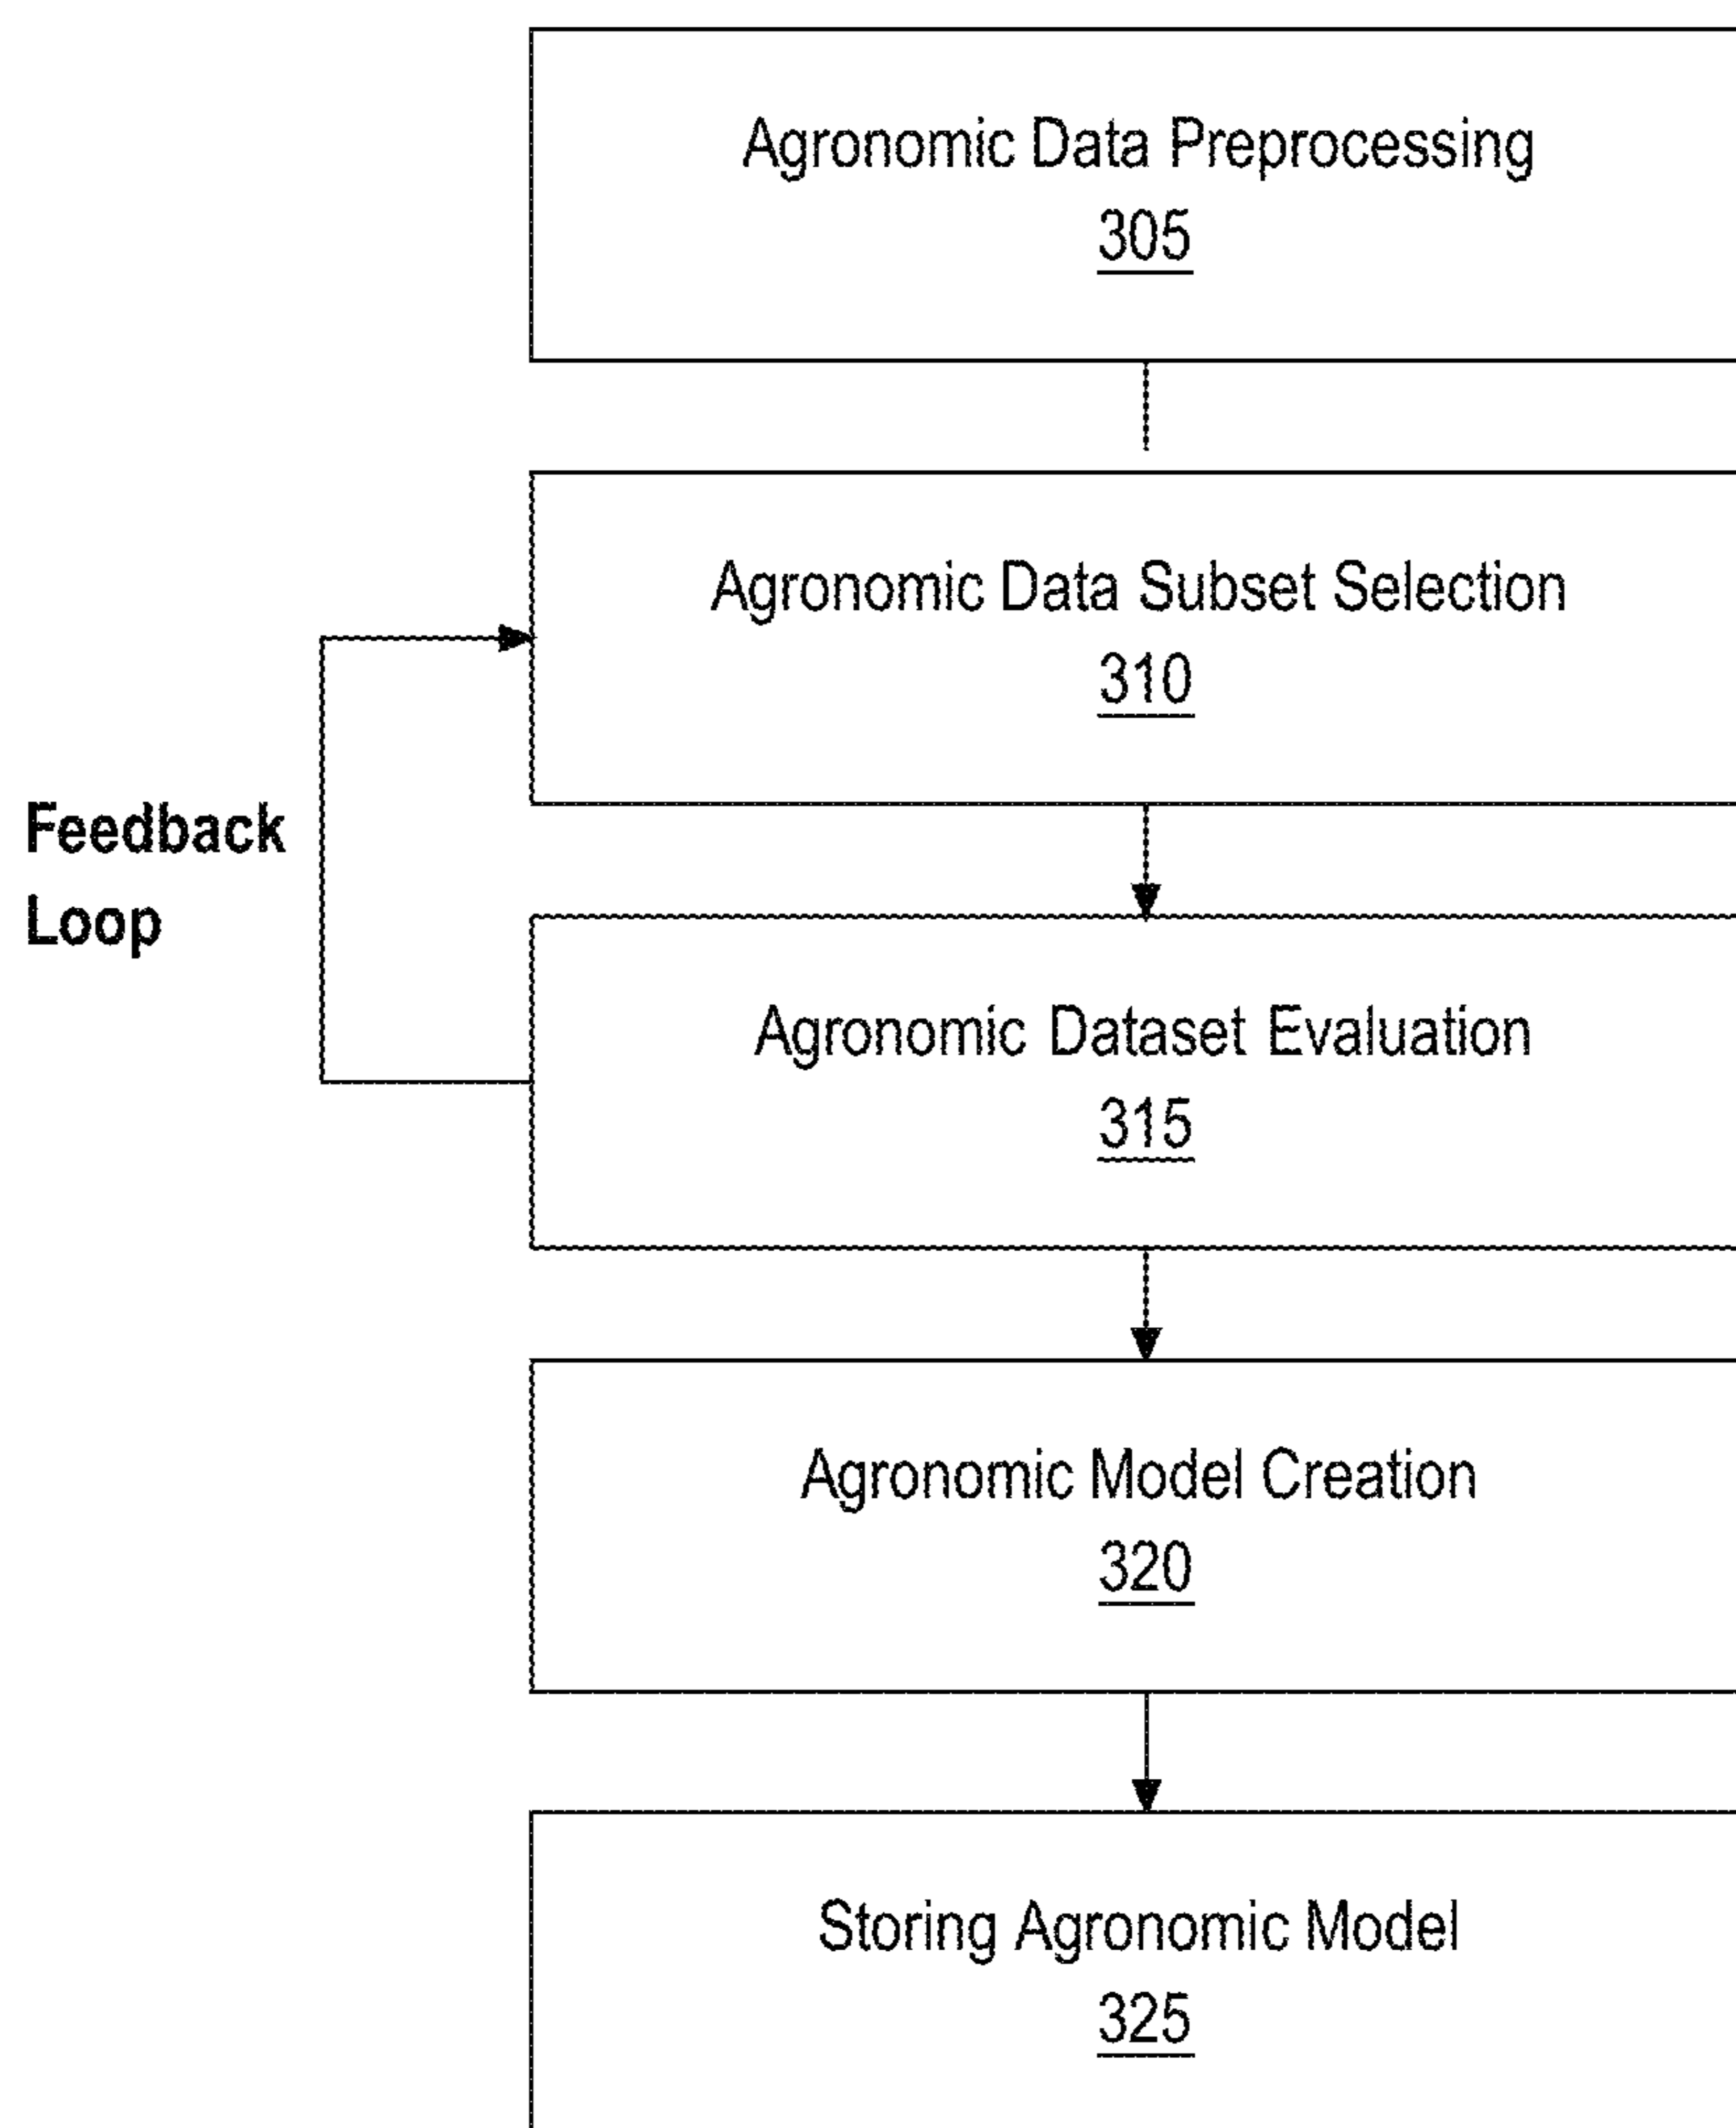 Agronomic Data Preprocessing
305
Agronomic Data Subset Selection
310
Feedback
Loop
Agronomic Dataset Evaluation
315
Agronomic Model Creation
320
Storing Agronomic Model
325